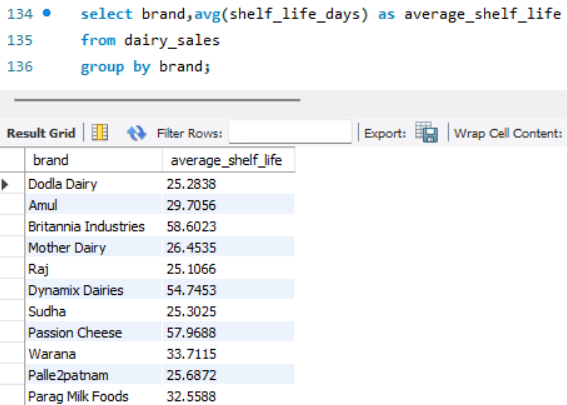 134 select brand,avg(shelf_life_days) as average_shelf_life
135 from dairy_sales
136 group by brand;
Result Grid Filter Rows: Export: Wrap Cell Content:
brand average_shelf_life
Dodla Dairy 25.2838
Amul 29.7056
Britannia Industries 58.6023
Mother Dairy 26.4535
Raj 25.1066
Dynamix Dairies 54.7453
Sudha 25.3025
Passion Cheese 57.9688
Warana 33.7115
Palle2patnam 25.6872
Parag Milk Foods 32.5588